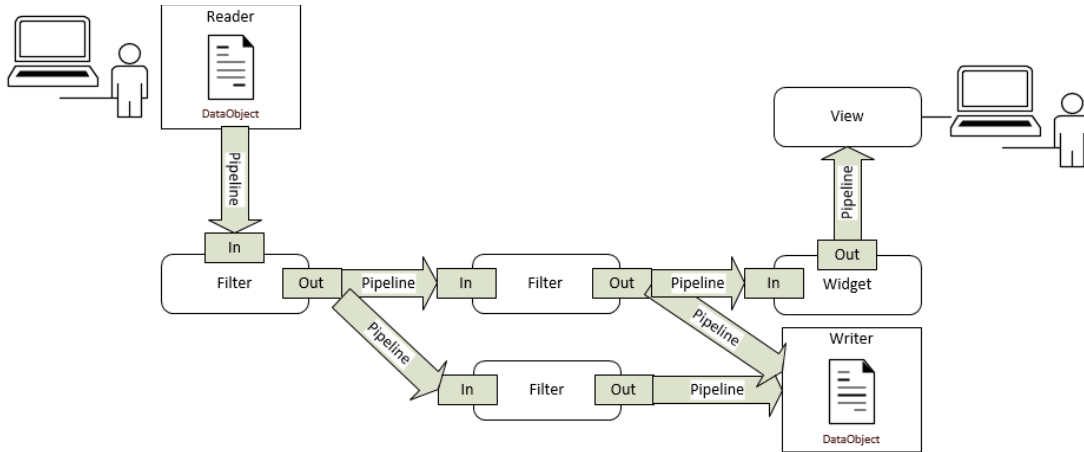 Reader
DataObject
Pipeline
View
Pipeline
In
Out
Filter
Out
Pipeline
In
Filter
Out
Pipeline
In
Widget
Pipeline
Pipeline
Writer
In
Filter
Out
Pipeline
DataObject